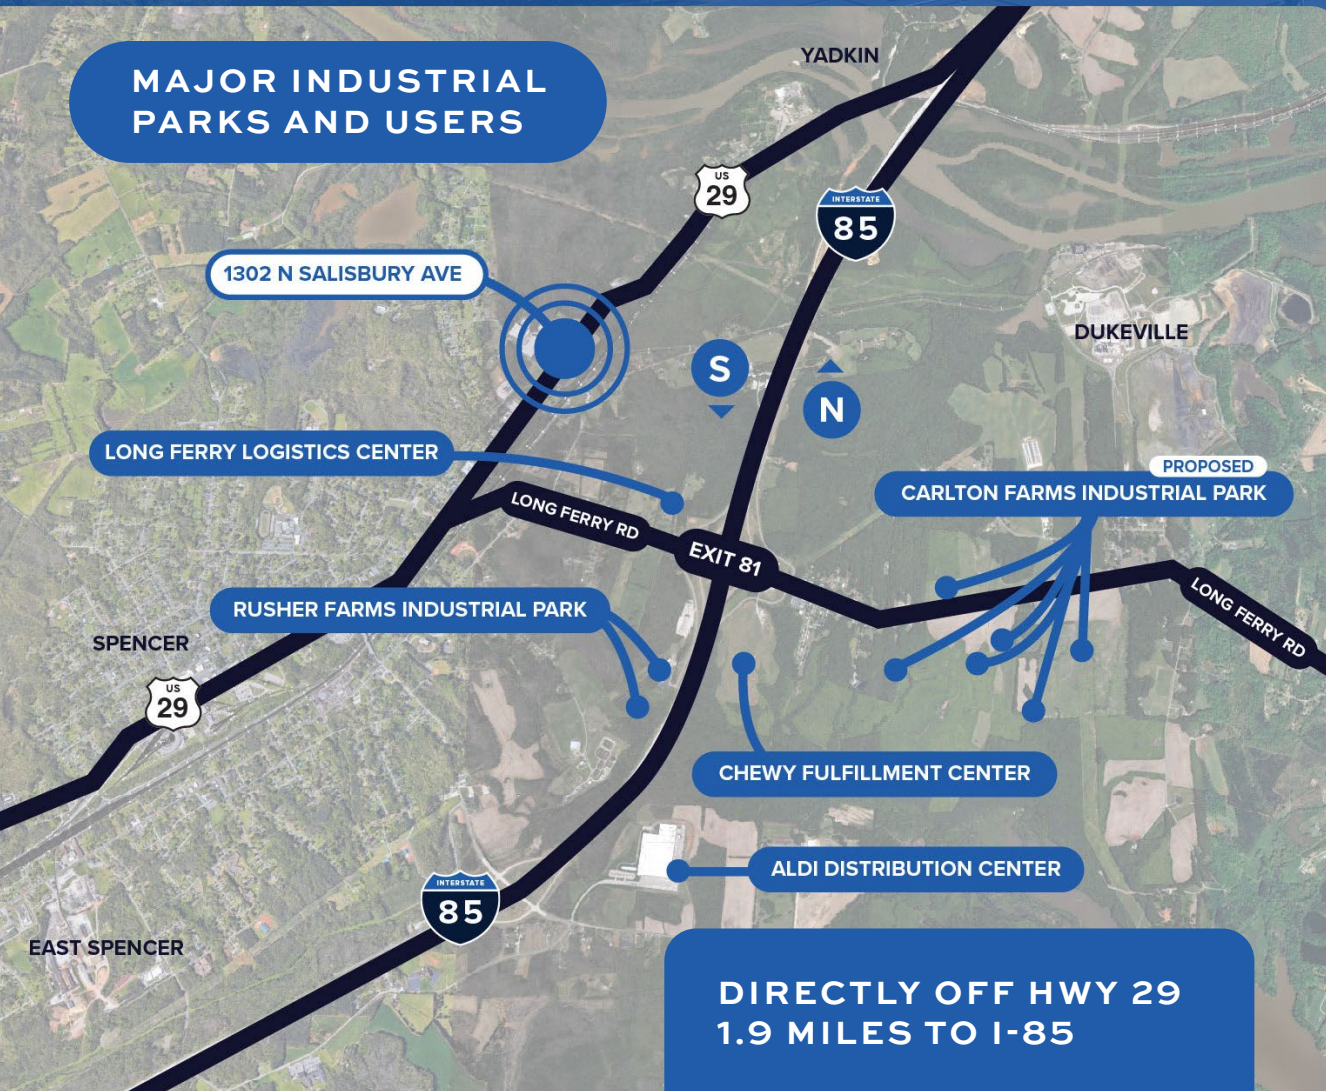 MAJOR INDUSTRIAL
PARKS AND USERS
YADKIN
US
29
INTERSTATE
85
1302 N SALISBURY AVE
DUKEVILLE
S
N
LONG FERRY LOGISTICS CENTER
PROPOSED
CARLTON FARMS INDUSTRIAL PARK
LONG FERRY RD
EXIT 81
RUSHER FARMS INDUSTRIAL PARK
LONG FERRY RD
SPENCER
US
29
CHEWY FULFILLMENT CENTER
ALDI DISTRIBUTION CENTER
INTERSTATE
85
EAST SPENCER
DIRECTLY OFF HWY 29
1.9 MILES TO I-85